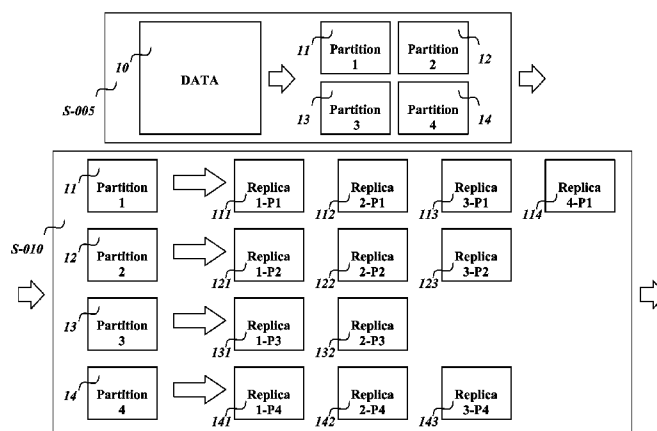 10
DATA
S-005
11
Partition
1
Partition
2
12
13
Partition
3
Partition
4
14
S-010
11
Partition
1
Replica
1-P1
111
Replica
2-P1
112
Replica
3-P1
113
Replica
4-P1
114
12
Partition
2
Replica
1-P2
121
Replica
2-P2
122
Replica
3-P2
123
13
Partition
3
Replica
1-P3
131
Replica
2-P3
132
14
Partition
4
Replica
1-P4
141
Replica
2-P4
142
Replica
3-P4
143